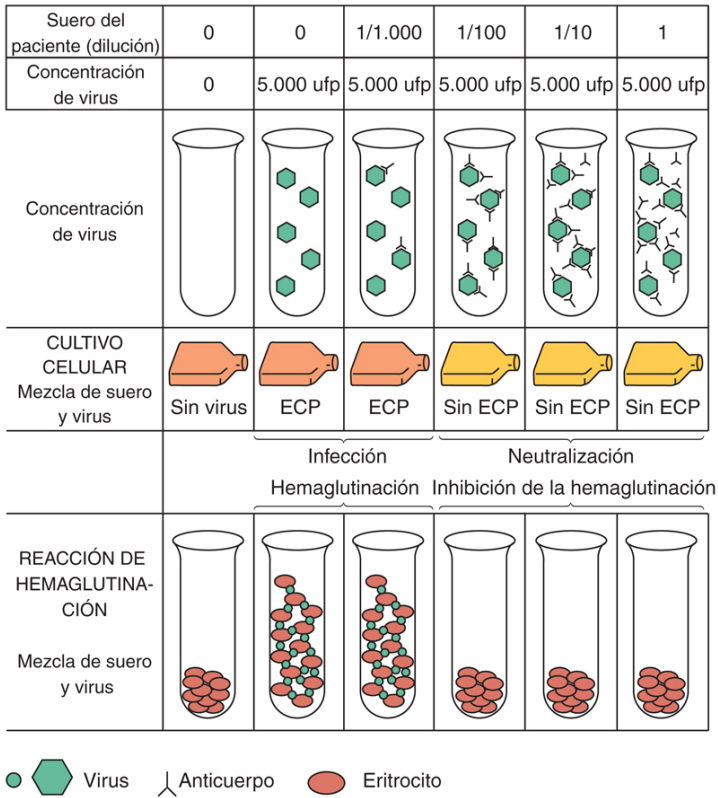 Suero del
paciente (dilución)
0
0
1/1.000
1/100
1/10
1
Concentración
de virus
0
5.000 ufp
5.000 ufp
5.000 ufp
5.000 ufp
5.000 ufp
Concentración
de virus
CULTIVO
CELULAR
Mezcla de suero
y virus
Sin virus
ECP
ECP
Sin ECP
Sin ECP
Sin ECP
Infección
Neutralización
Hemaglutinación
Inhibición de la hemaglutinación
REACCIÓN DE
HEMAGLUTINA-
CIÓN
Mezcla de suero
y virus
Virus
Anticuerpo
Eritrocito